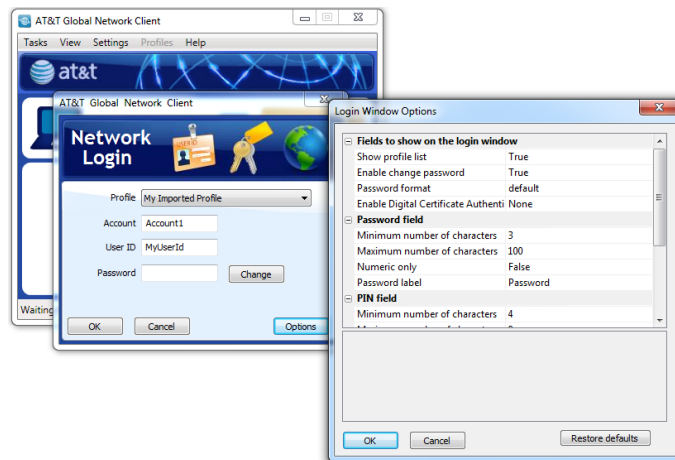 AT&T Global Network Client
Tasks View Settings Profiles Help
at&t
Waiting
AT&T Global Network Client
Network
Login
Profile My Imported Profile
Account Account1
User ID MyUserId
Password Change
OK Cancel Options
Login Window Options
Fields to show on the login window
Show profile list True
Enable change password True
Password format default
Enable Digital Certificate Authenti None
Password field
Minimum number of characters 3
Maximum number of characters 100
Numeric only False
Password label Password
PIN field
Minimum number of characters 4
OK Cancel Restore defaults